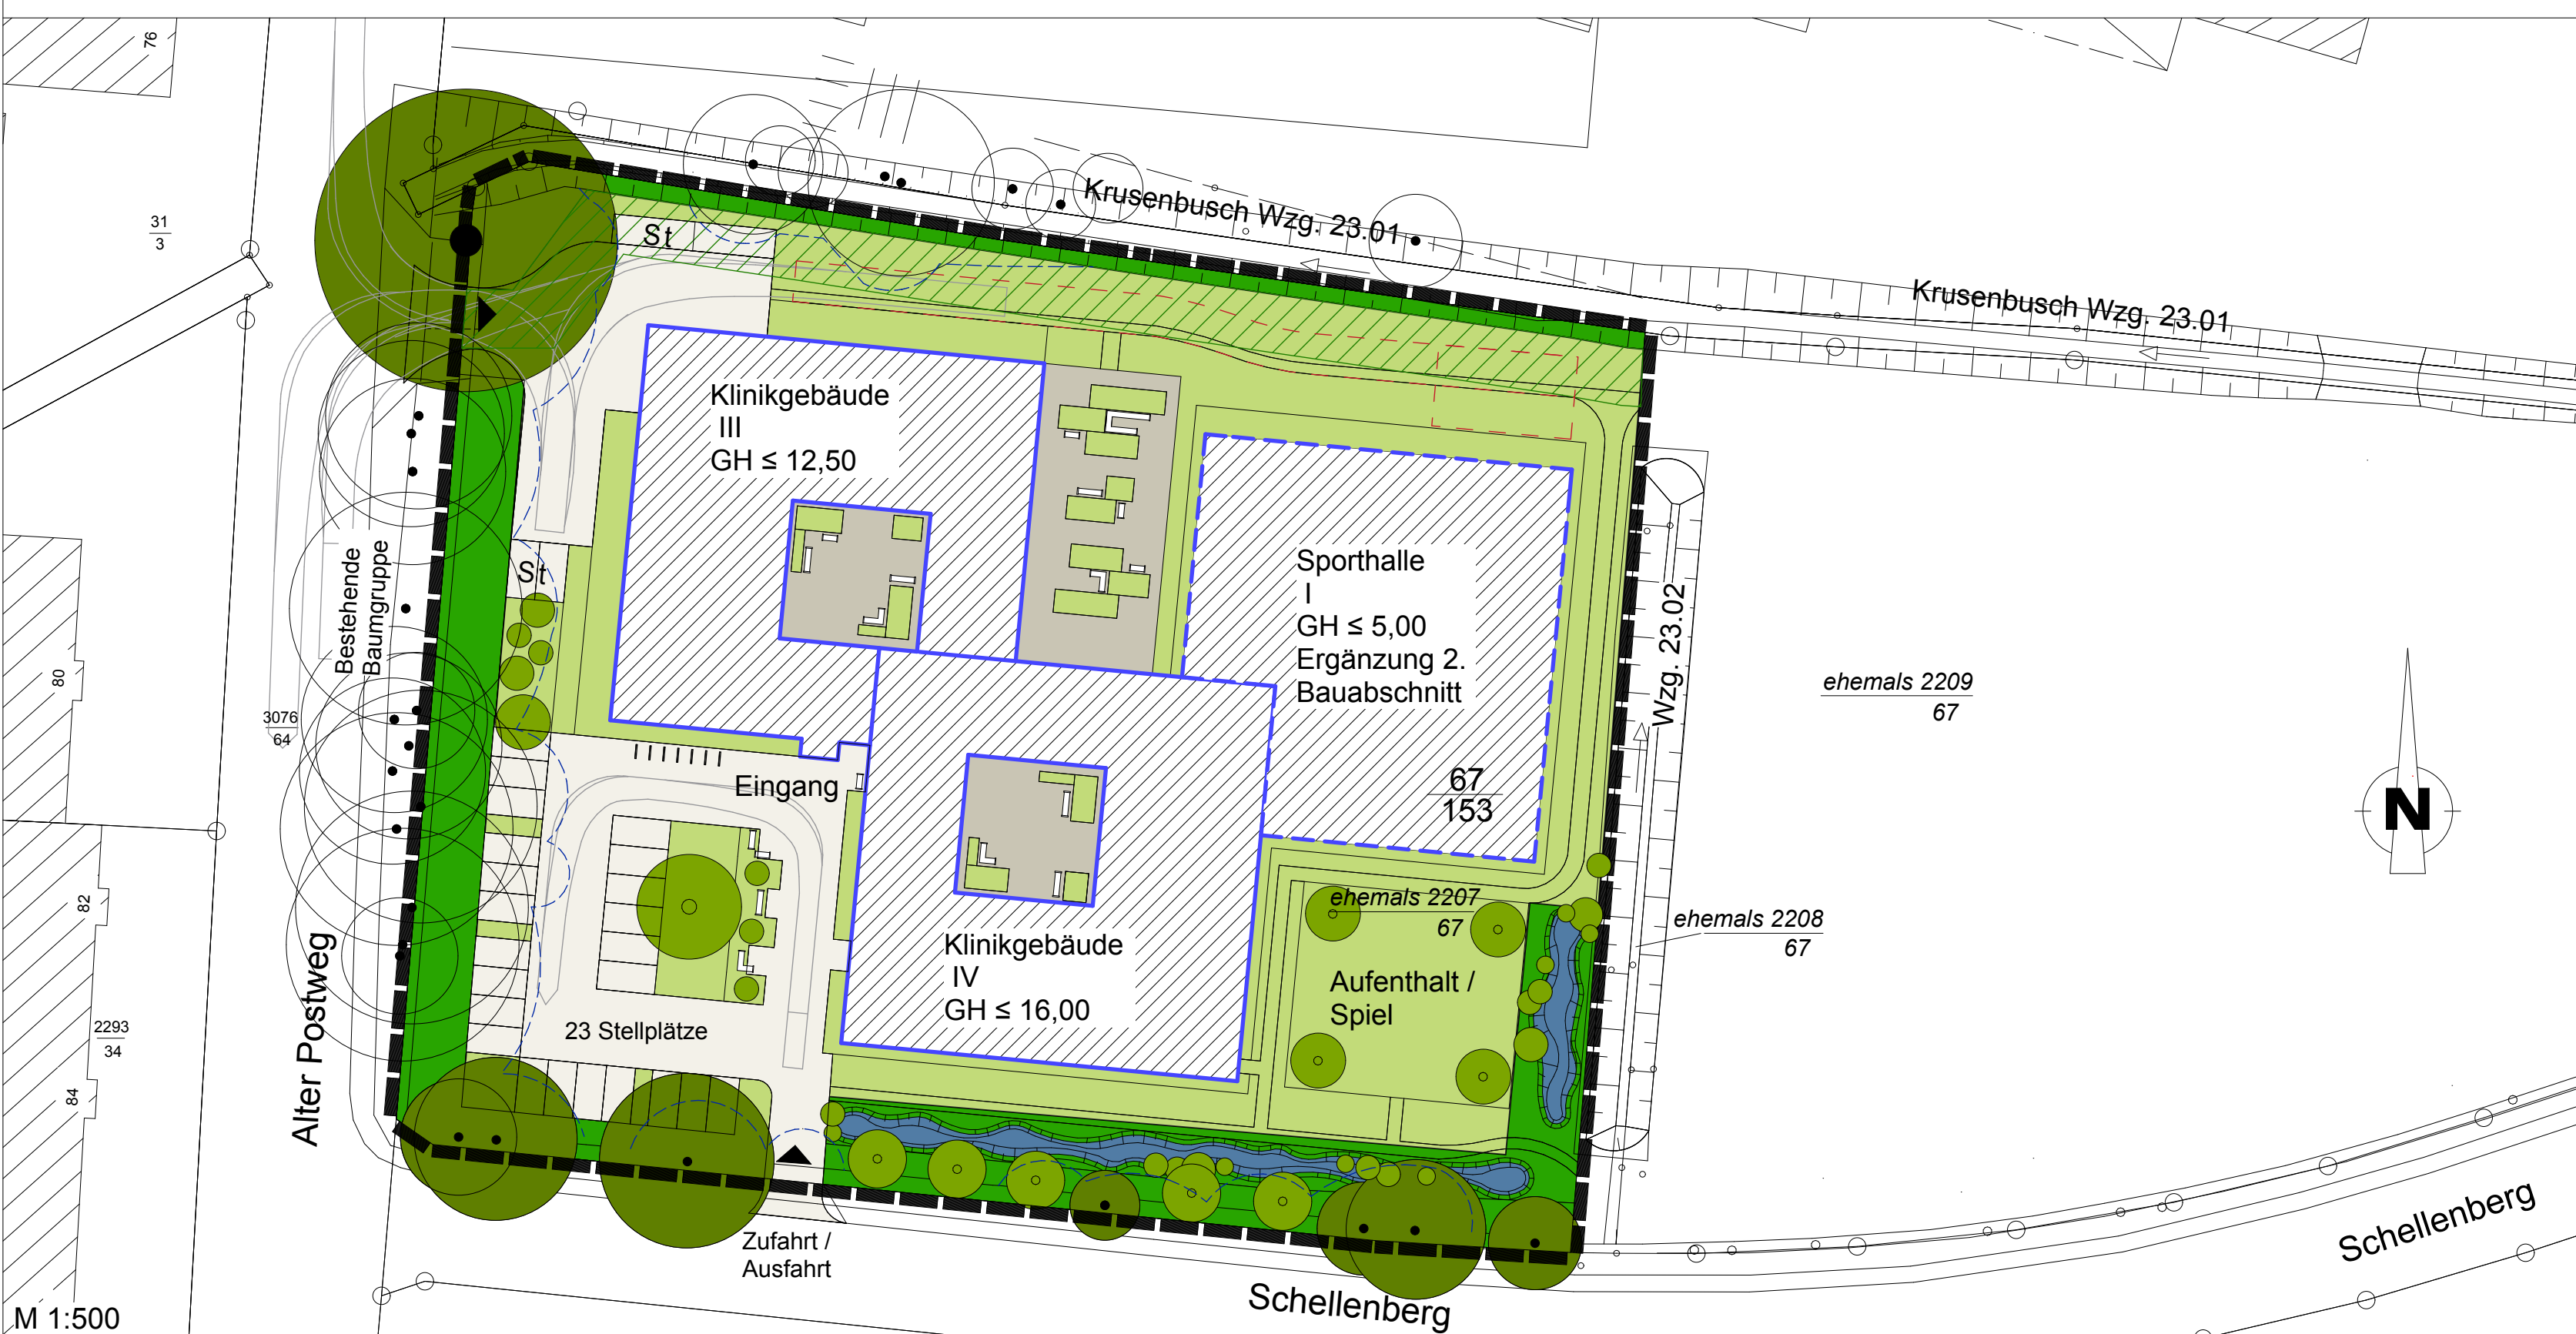 76
Krusenbusch Wzg. 23.01
Krusenbusch Wzg. 23.01
31
3
St
Klinikgebäude
III
GH ≤ 12,50
St
Bestehende
Baumgruppe
Sporthalle
I
GH ≤ 5,00
Ergänzung 2.
Bauabschnitt
Wzg. 23.02
ehemals 2209
67
80
3076
64
Eingang
67
153
N
82
ehemals 2207
67
ehemals 2208
67
Klinikgebäude
IV
GH ≤ 16,00
Aufenthalt /
Spiel
Alter Postweg
23 Stellplätze
2293
34
84
Zufahrt /
Ausfahrt
Schellenberg
Schellenberg
M 1:500